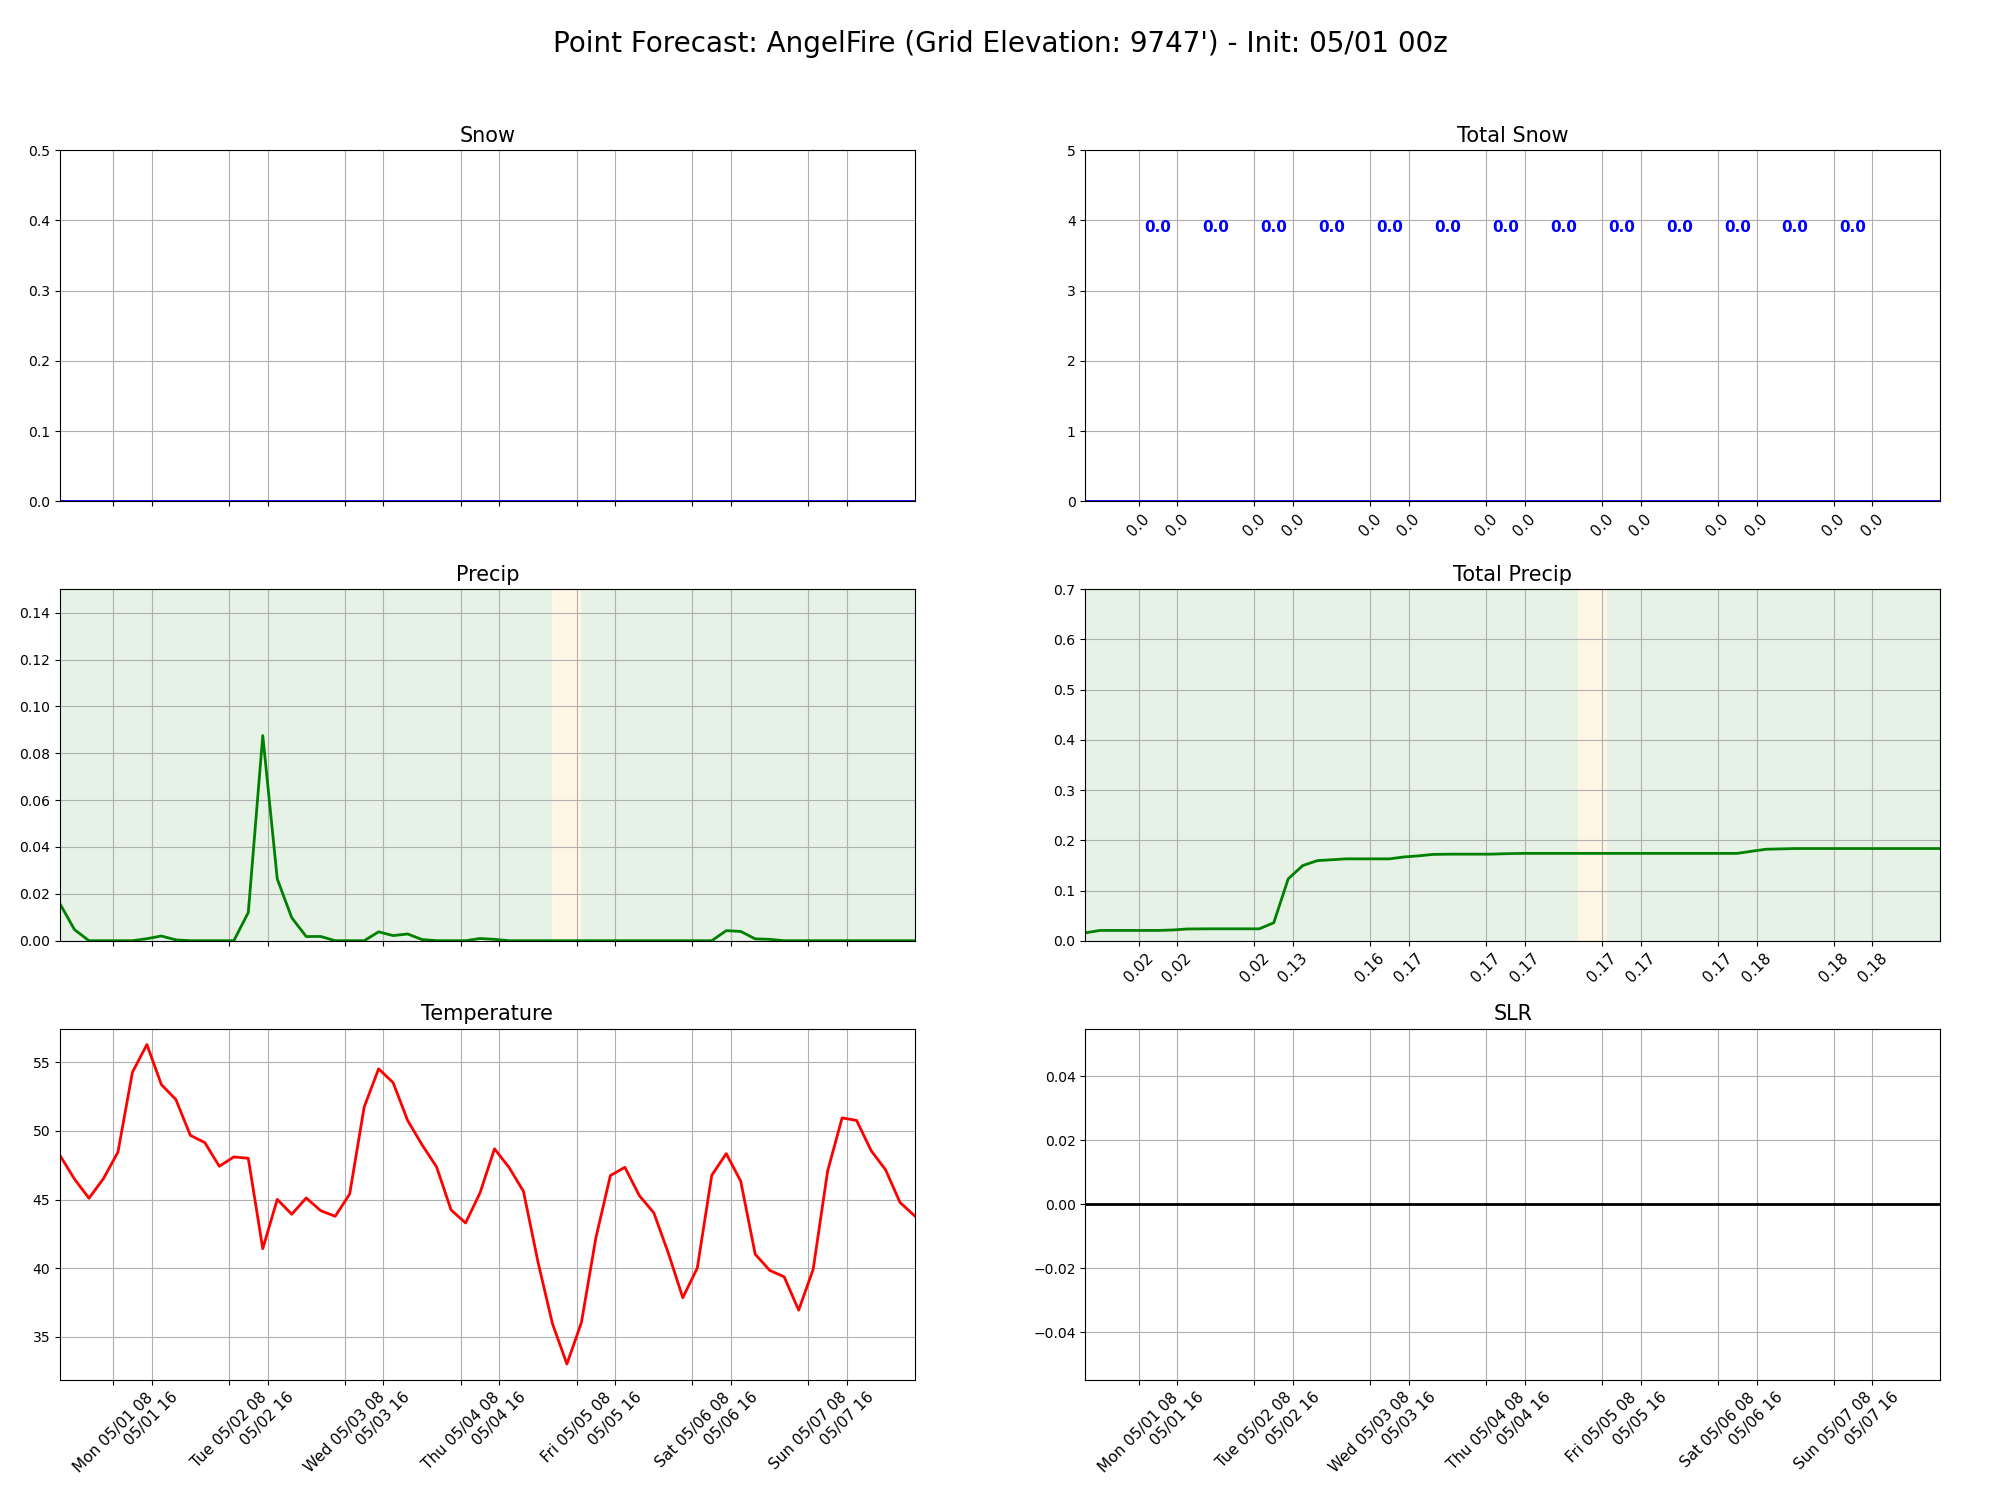 Point Forecast: AngelFire (Grid Elevation: 9747') - Init: 05/01 00z
Snow
0.5
0.4
0.3
0.2
0.1
0.0
Total Snow
5
4
3
2
1
0
0.0 0.0 0.0 0.0 0.0 0.0 0.0 0.0 0.0 0.0 0.0 0.0 0.0
0.0 0.0 0.0 0.0 0.0 0.0 0.0 0.0 0.0 0.0 0.0 0.0 0.0 0.0
Precip
0.14
0.12
0.10
0.08
0.06
0.04
0.02
0.00
Total Precip
0.7
0.6
0.5
0.4
0.3
0.2
0.1
0.0
0.02 0.02 0.02 0.13 0.16 0.17 0.17 0.17 0.17 0.17 0.17 0.18 0.18 0.18
Temperature
55
50
45
40
35
Mon 05/01 08
05/01 16
Tue 05/02 08
05/02 16
Wed 05/03 08
05/03 16
Thu 05/04 08
05/04 16
Fri 05/05 08
05/05 16
Sat 05/06 08
05/06 16
Sun 05/07 08
05/07 16
SLR
0.04
0.02
0.00
−0.02
−0.04
Mon 05/01 08
05/01 16
Tue 05/02 08
05/02 16
Wed 05/03 08
05/03 16
Thu 05/04 08
05/04 16
Fri 05/05 08
05/05 16
Sat 05/06 08
05/06 16
Sun 05/07 08
05/07 16